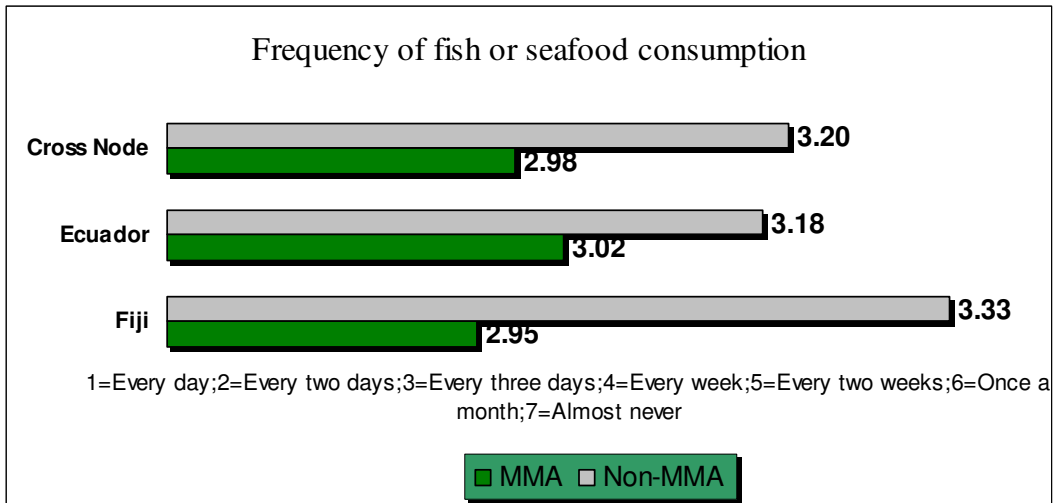 Frequency of fish or seafood consumption
Cross Node
3.20
2.98
Ecuador
3.18
3.02
Fiji
3.33
2.95
1=Every day;2=Every two days;3=Every three days;4=Every week;5=Every two weeks;6=Once a
month;7=Almost never
MMA Non-MMA